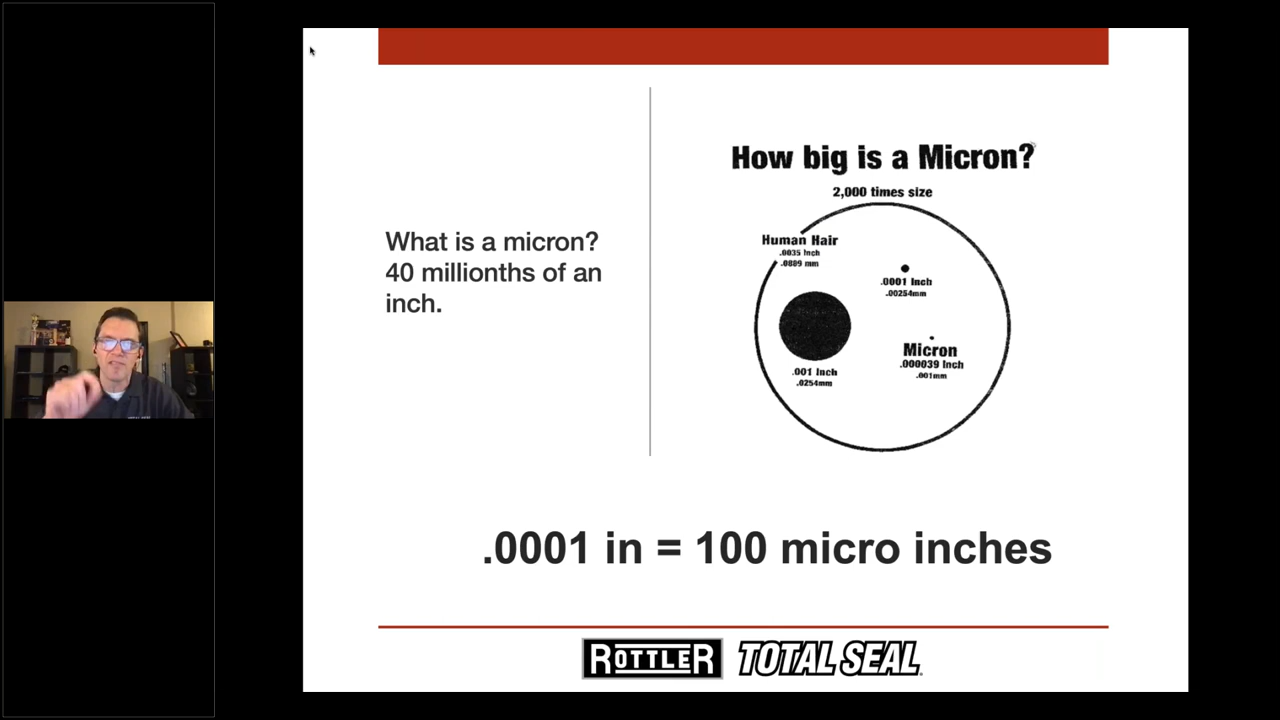 How big is a Micron?
2,000 times size
What is a micron?
40 millionths of an
inch.
Human Hair
.0035 Inch
.0889 mm
.0001 Inch
.00254mm
Micron
.000039 Inch
.001mm
.001 Inch
.0254mm
.0001 in = 100 micro inches
ROTTLER TOTAL SEAL